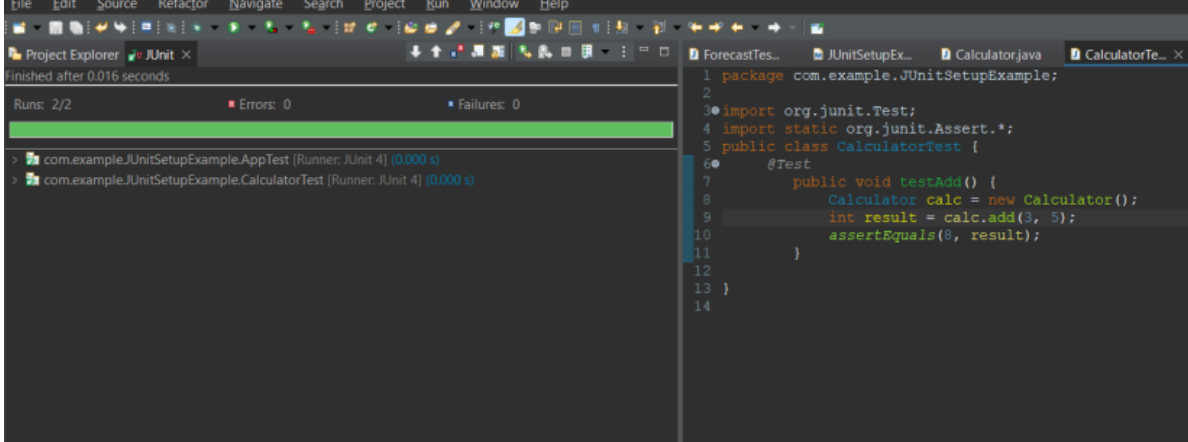 File Edit Source Refactor Navigate Search Project Run Window Help
Project Explorer JUnit
Finished after 0.016 seconds
Runs: 2/2 Errors: 0 Failures: 0
com.example.JUnitSetupExample.AppTest [Runner: JUnit 4] (0.000 s)
com.example.JUnitSetupExample.CalculatorTest [Runner: JUnit 4] (0.000 s)
ForecastTes... JUnitSetupEx... Calculator.java CalculatorTe...
1 package com.example.JUnitSetupExample;
2
3 import org.junit.Test;
4 import static org.junit.Assert.*;
5 public class CalculatorTest {
6 @Test
7 public void testAdd() {
8 Calculator calc = new Calculator();
9 int result = calc.add(3, 5);
10 assertEquals(8, result);
11 }
12
13 }
14